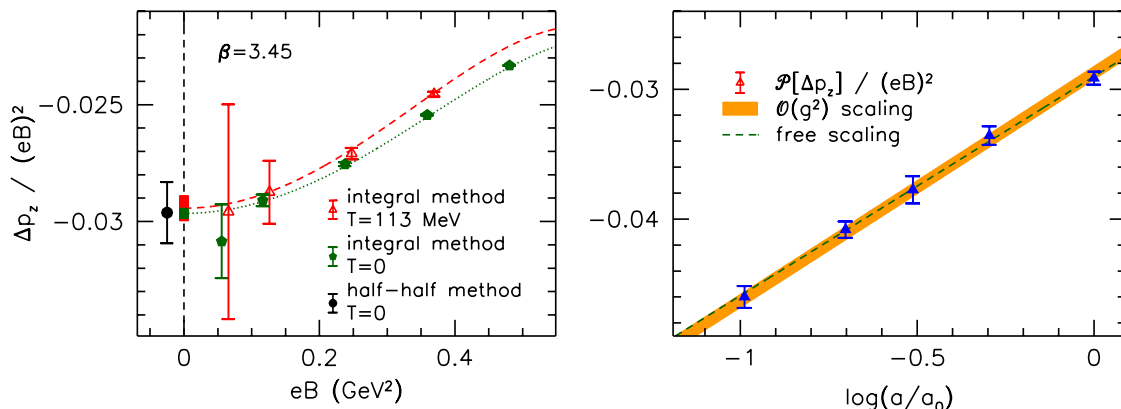 β=3.45
Δp_z / (eB)²
−0.025
−0.03
integral method
T=113 MeV
integral method
T=0
half−half method
T=0
0 0.2 0.4
eB (GeV²)
𝒫[Δp_z] / (eB)²
𝒪(g²) scaling
free scaling
−0.03
−0.04
−1 −0.5 0
log(a/a₀)